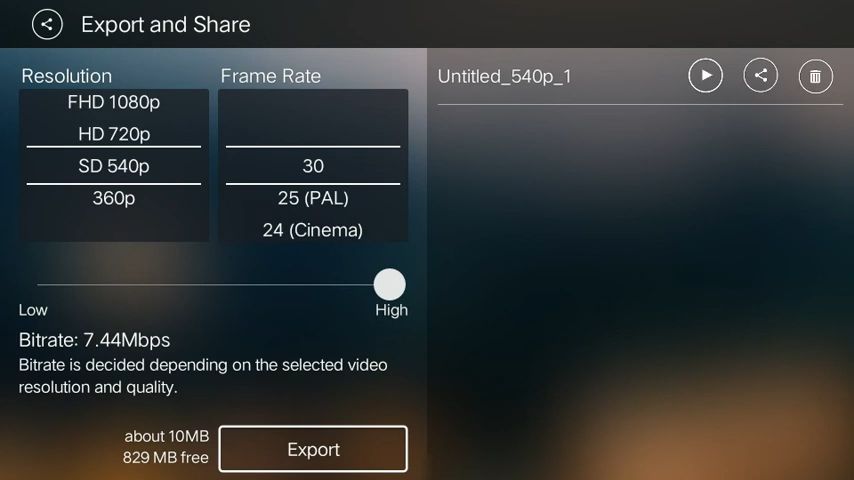 Export and Share
Resolution
FHD 1080p
HD 720p
SD 540p
360p
Frame Rate
30
25 (PAL)
24 (Cinema)
Low
High
Bitrate: 7.44Mbps
Bitrate is decided depending on the selected video
resolution and quality.
about 10MB
829 MB free
Export
Untitled_540p_1